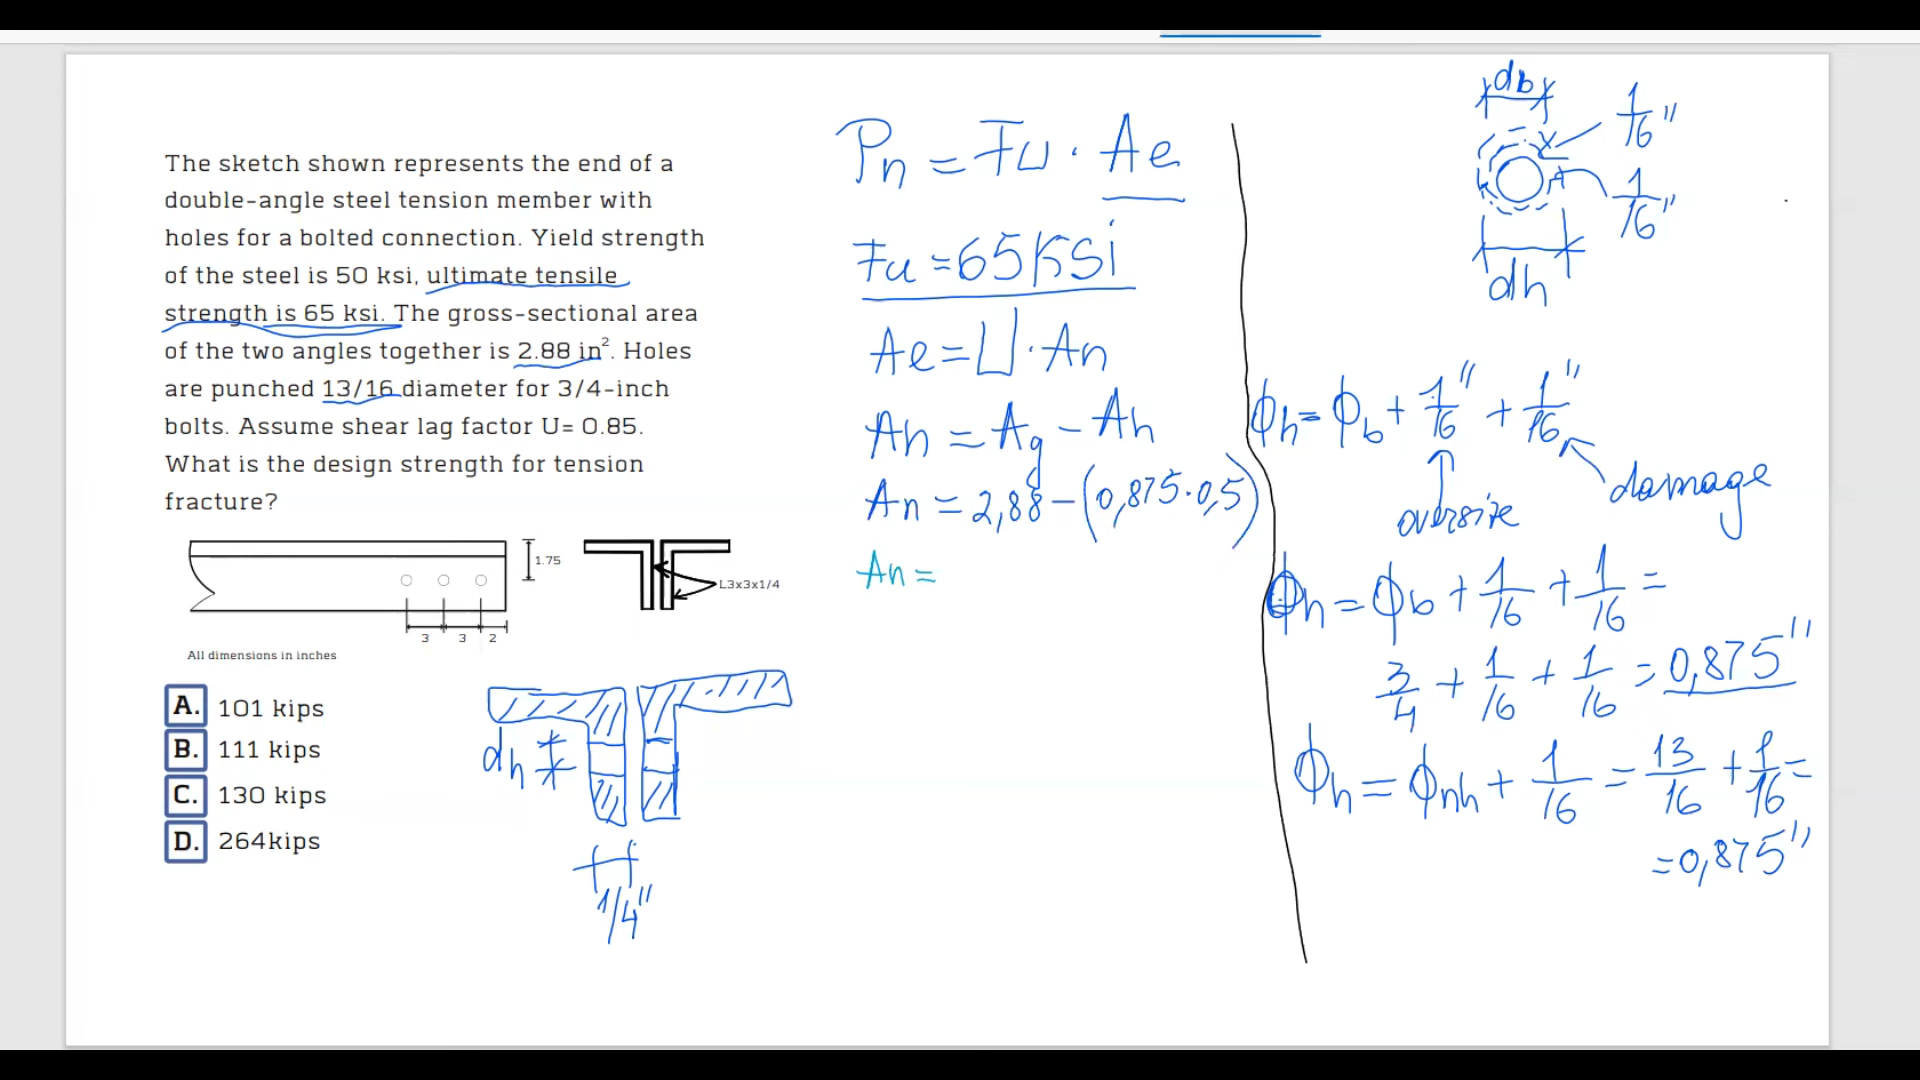 The sketch shown represents the end of a
double-angle steel tension member with
holes for a bolted connection. Yield strength
of the steel is 50 ksi, ultimate tensile
strength is 65 ksi. The gross-sectional area
of the two angles together is 2.88 in². Holes
are punched 13/16 diameter for 3/4-inch
bolts. Assume shear lag factor U= 0.85.
What is the design strength for tension
fracture?
1.75
L3x3x1/4
3 3 2
All dimensions in inches
A. 101 kips
B. 111 kips
C. 130 kips
D. 264kips
dh
1/4"
Pn = Fu · Ae
Fu = 65 KSi
Ae = U · An
An = Ag - Ah
An = 2,88 - (0,875 · 0,5)
An =
db
1/16"
1/16"
dh
ϕh = ϕb + 1/16" + 1/16"
oversize
damage
ϕh = ϕb + 1/16 + 1/16 =
3/4 + 1/16 + 1/16 = 0,875"
ϕh = ϕnh + 1/16 = 13/16 + 1/16 =
= 0,875"